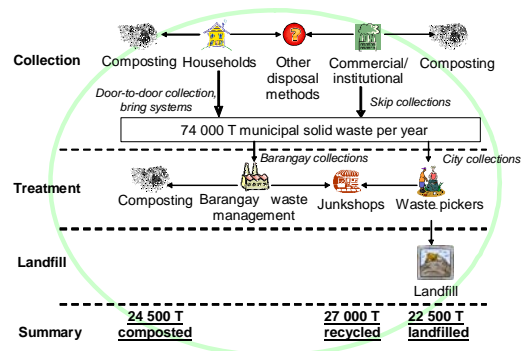 Collection
Composting Households Other disposal methods Commercial/ institutional Composting
Door-to-door collection,
bring systems
Skip collections
74 000 T municipal solid waste per year
Barangay collections
City collections
Treatment
Composting Barangay waste management Junkshops Waste pickers
Landfill
Landfill
Summary
24 500 T
composted
27 000 T
recycled
22 500 T
landfilled